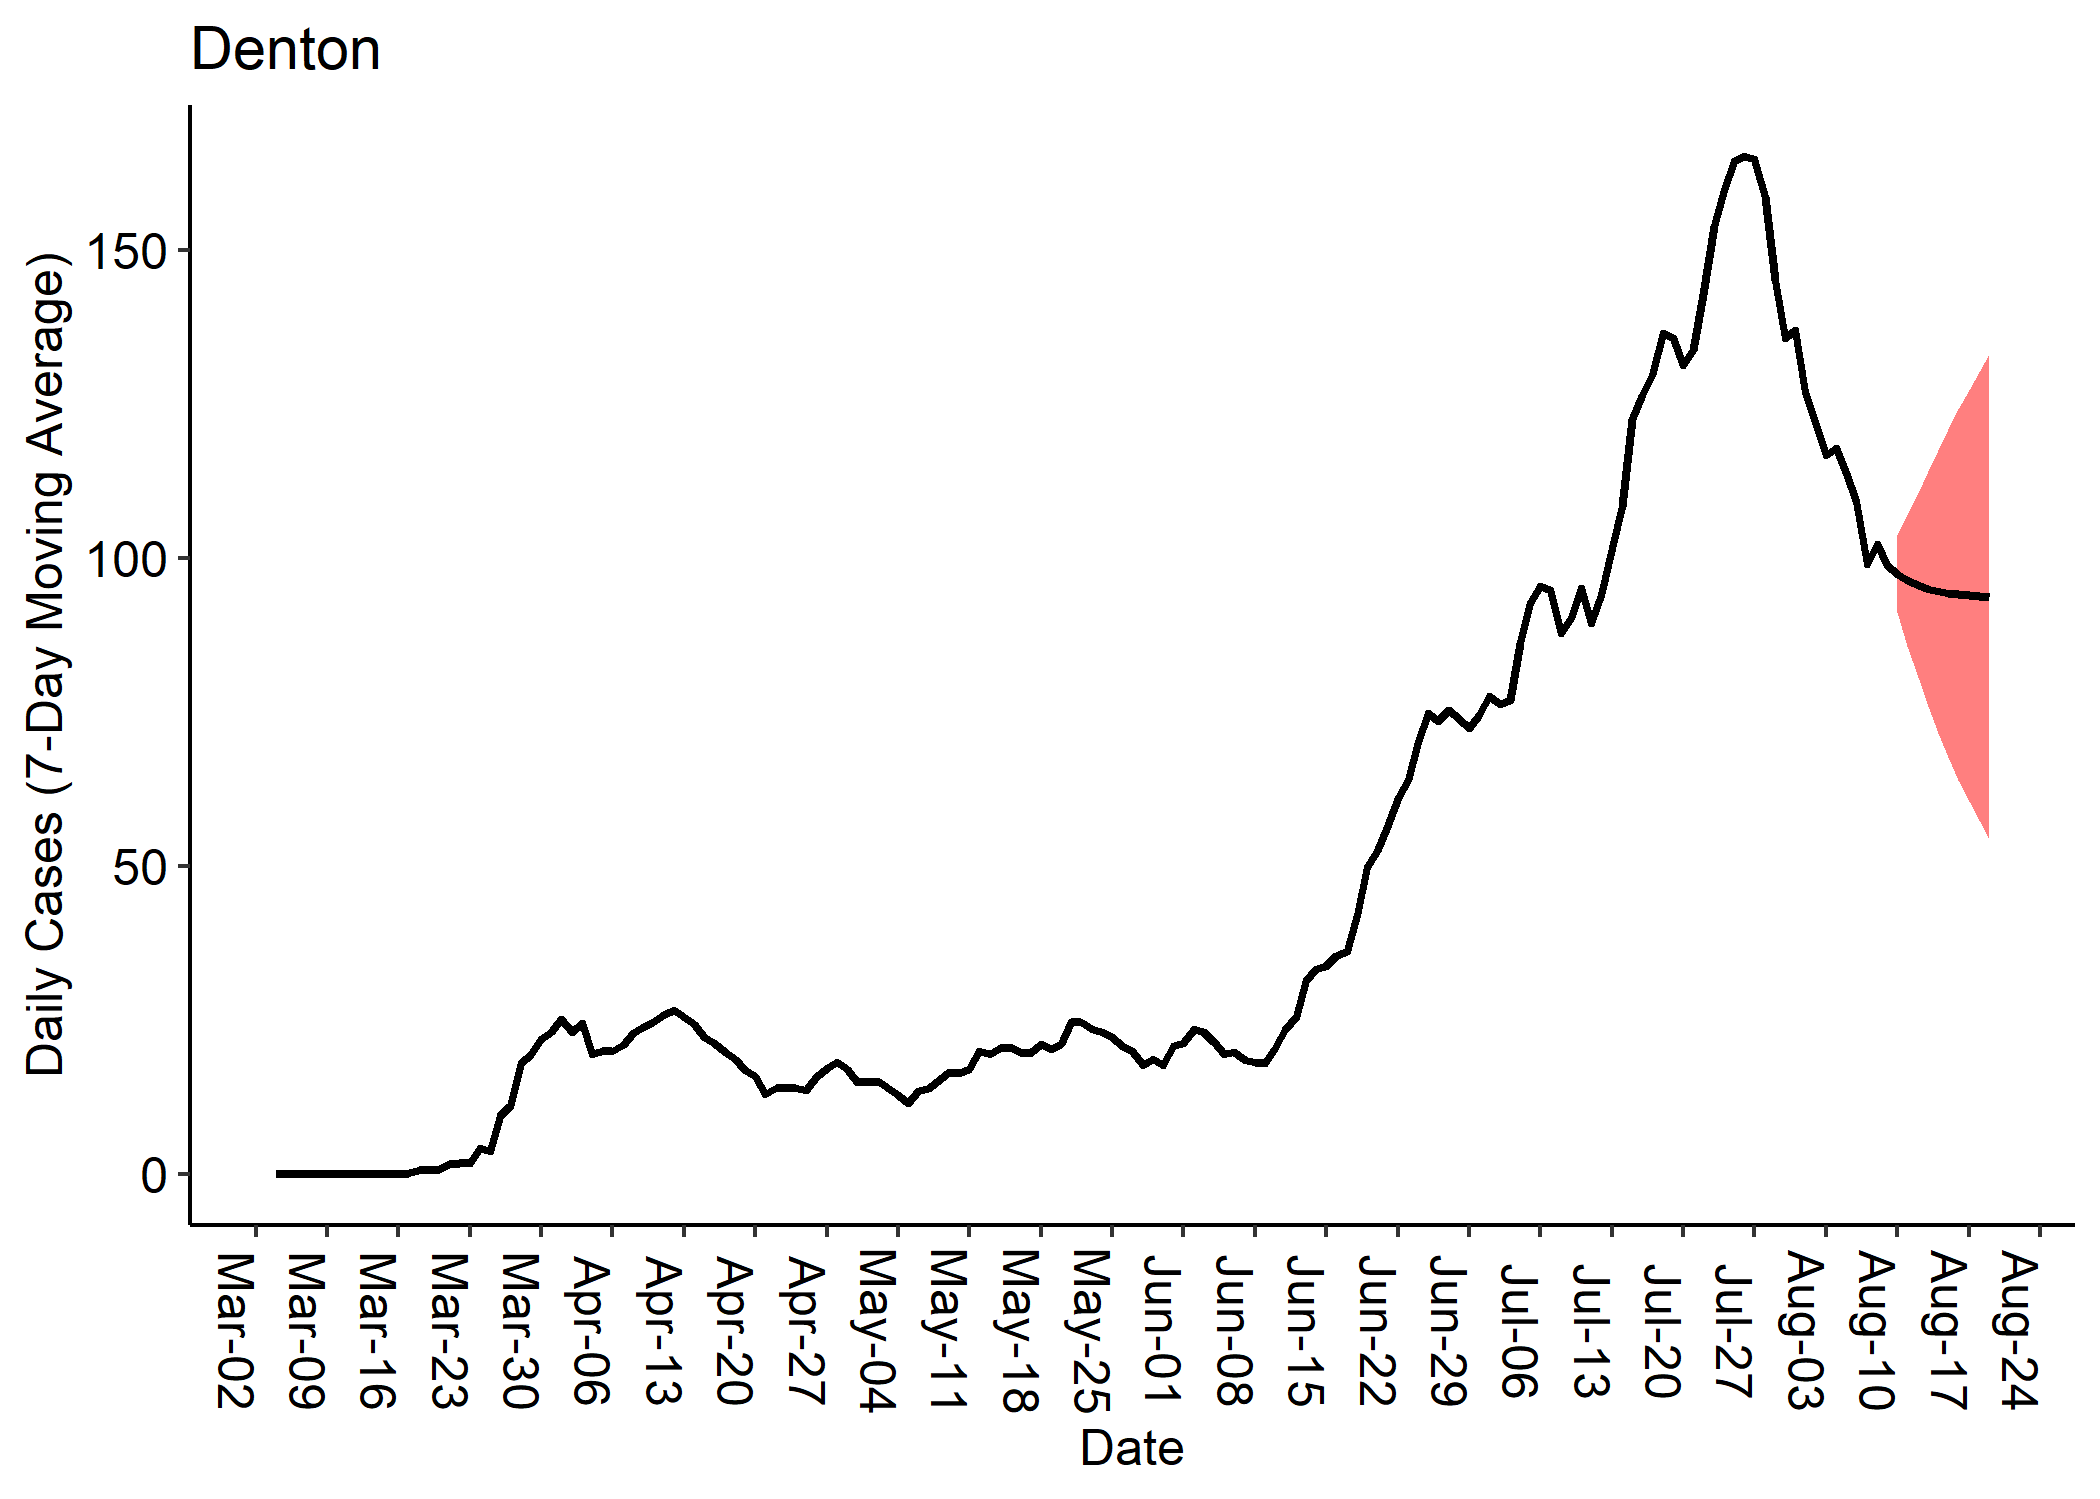 Denton
Daily Cases (7-Day Moving Average)
150
100
50
0
Mar-02
Mar-09
Mar-16
Mar-23
Mar-30
Apr-06
Apr-13
Apr-20
Apr-27
May-04
May-11
May-18
May-25
Jun-01
Jun-08
Jun-15
Jun-22
Jun-29
Jul-06
Jul-13
Jul-20
Jul-27
Aug-03
Aug-10
Aug-17
Aug-24
Date